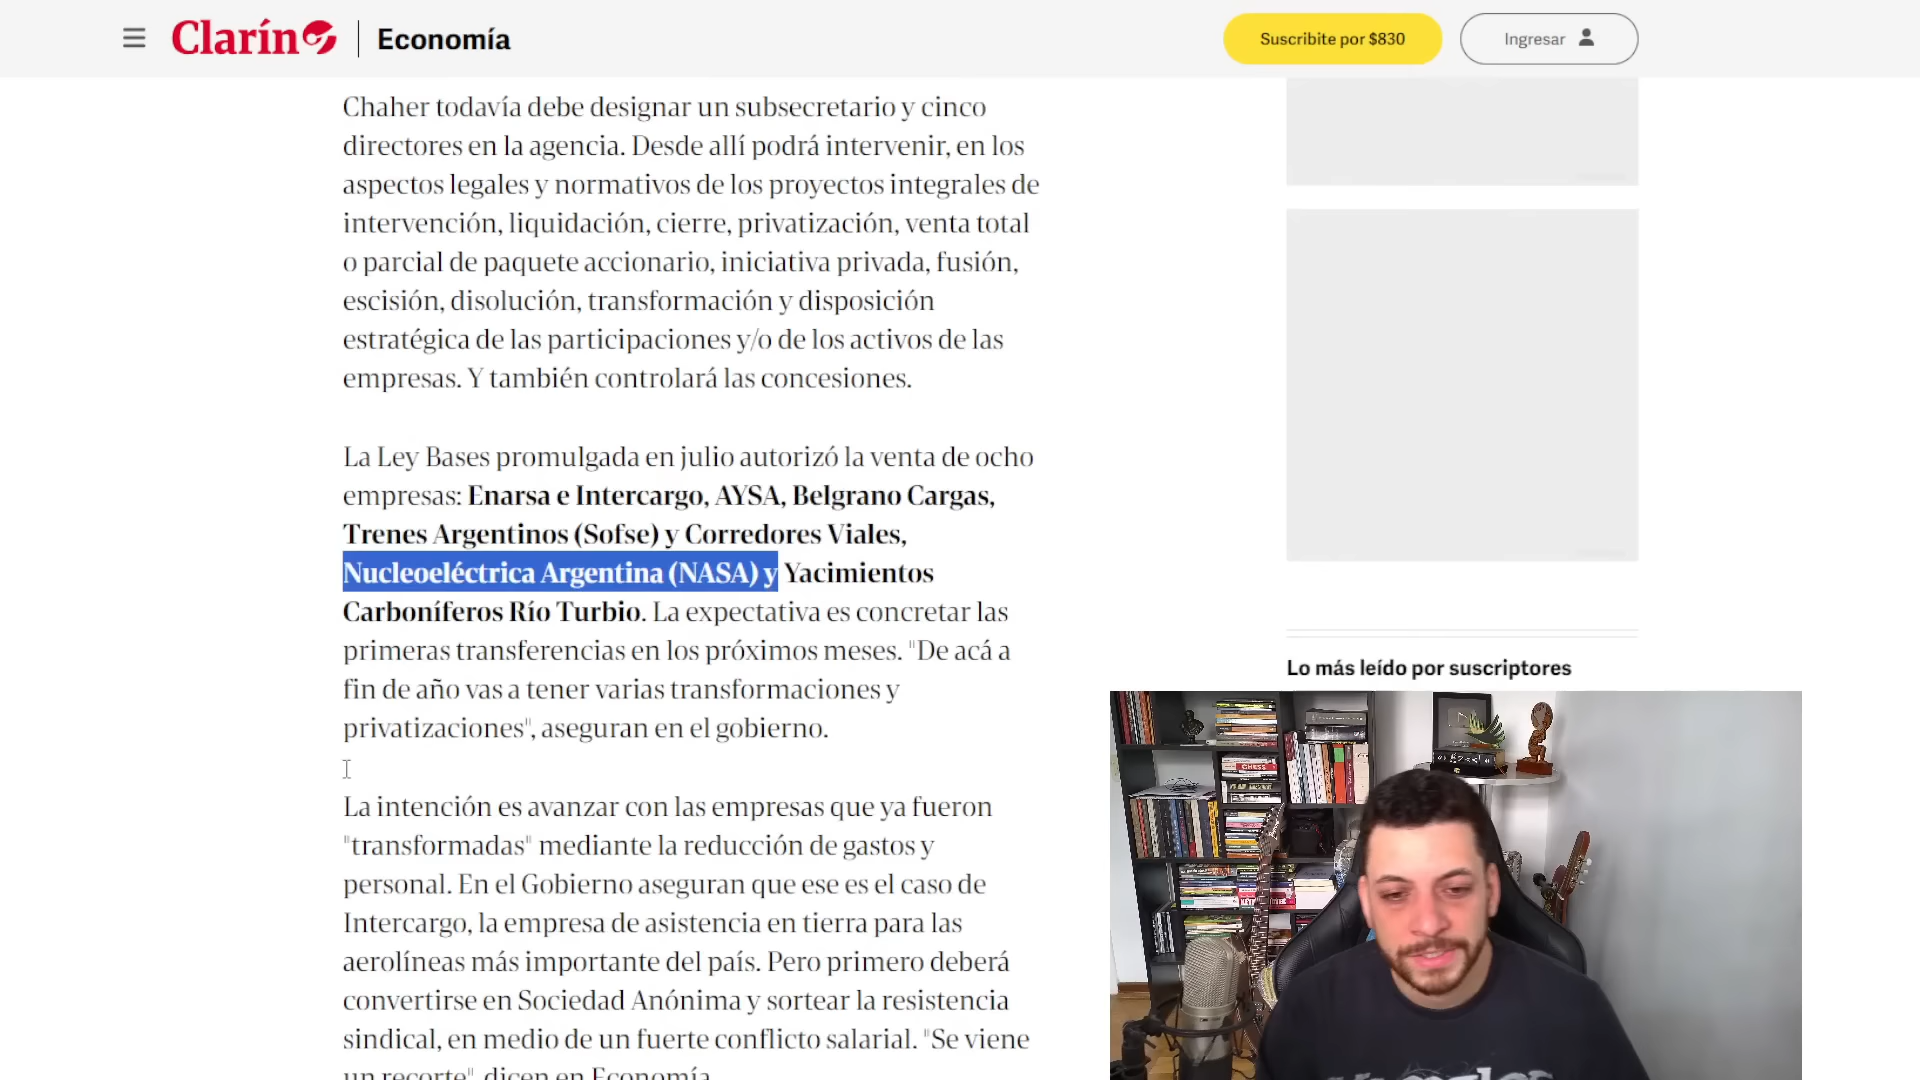 Clarín
Economía
Suscribite por $830
Ingresar
Chaher todavía debe designar un subsecretario y cinco
directores en la agencia. Desde allí podrá intervenir, en los
aspectos legales y normativos de los proyectos integrales de
intervención, liquidación, cierre, privatización, venta total
o parcial de paquete accionario, iniciativa privada, fusión,
escisión, disolución, transformación y disposición
estratégica de las participaciones y/o de los activos de las
empresas. Y también controlará las concesiones.
La Ley Bases promulgada en julio autorizó la venta de ocho
empresas: Enarsa e Intercargo, AYSA, Belgrano Cargas,
Trenes Argentinos (Sofse) y Corredores Viales,
Nucleoeléctrica Argentina (NASA) y Yacimientos
Carboníferos Río Turbio. La expectativa es concretar las
primeras transferencias en los próximos meses. "De acá a
fin de año vas a tener varias transformaciones y
privatizaciones", aseguran en el gobierno.
La intención es avanzar con las empresas que ya fueron
"transformadas" mediante la reducción de gastos y
personal. En el Gobierno aseguran que ese es el caso de
Intercargo, la empresa de asistencia en tierra para las
aerolíneas más importante del país. Pero primero deberá
convertirse en Sociedad Anónima y sortear la resistencia
sindical, en medio de un fuerte conflicto salarial. "Se viene
un recorte", dicen en Economía
Lo más leído por suscriptores
CHESS